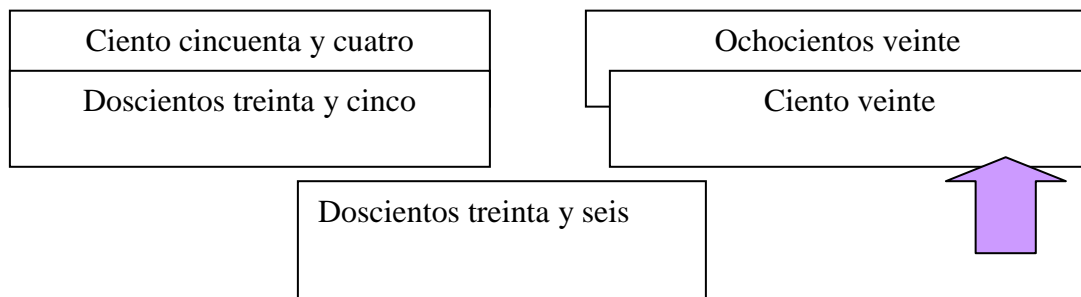 Ciento cincuenta y cuatro
Ochocientos veinte
Doscientos treinta y cinco
Ciento veinte
Doscientos treinta y seis